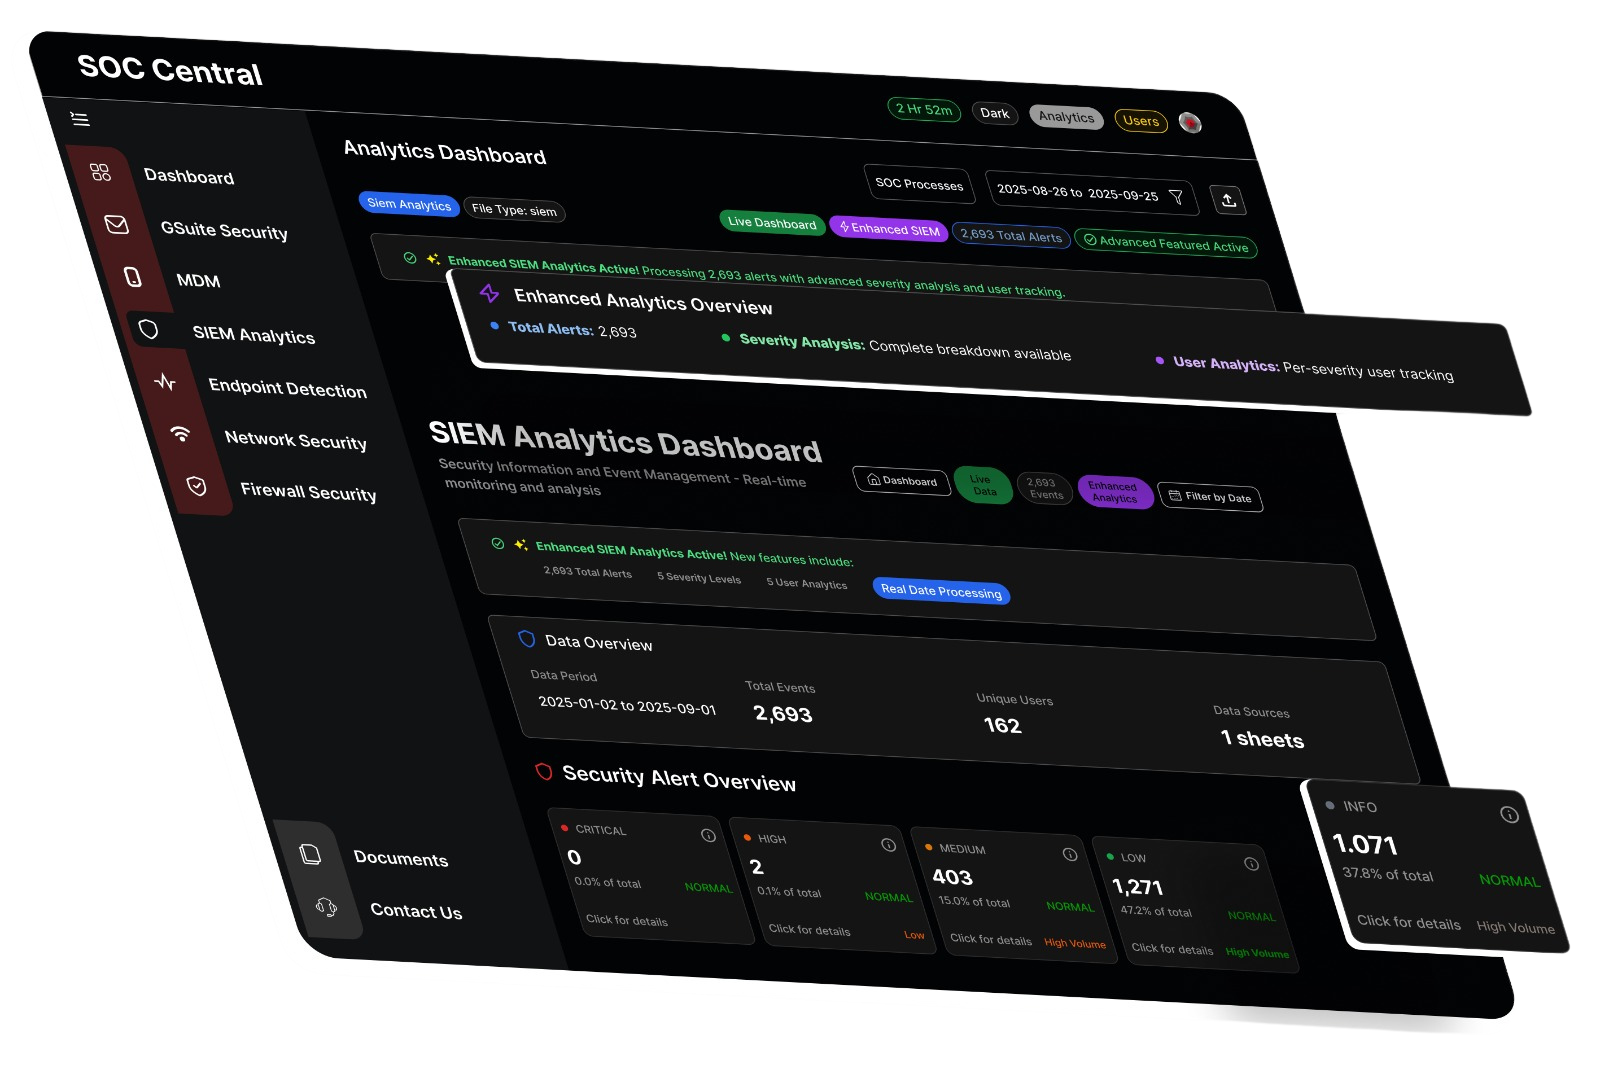 SOC Central
2 Hr 52m
Dark
Analytics
Users
Dashboard
GSuite Security
MDM
SIEM Analytics
Endpoint Detection
Network Security
Firewall Security
Documents
Contact Us
Analytics Dashboard
SOC Processes
2025-08-26 to 2025-09-25
Siem Analytics
File Type: siem
Live Dashboard
Enhanced SIEM
2,693 Total Alerts
Advanced Featured Active
Enhanced SIEM Analytics Active! Processing 2,693 alerts with advanced severity analysis and user tracking.
Enhanced Analytics Overview
Total Alerts: 2,693
Severity Analysis: Complete breakdown available
User Analytics: Per-severity user tracking
SIEM Analytics Dashboard
Security Information and Event Management - Real-time
monitoring and analysis
Dashboard
Live
Data
2,693
Events
Enhanced
Analytics
Filter by Date
Enhanced SIEM Analytics Active! New features include:
2,693 Total Alerts
5 Severity Levels
5 User Analytics
Real Date Processing
Data Overview
Data Period
2025-01-02 to 2025-09-01
Total Events
2,693
Unique Users
162
Data Sources
1 sheets
Security Alert Overview
CRITICAL
0
0.0% of total
NORMAL
Click for details
HIGH
2
0.1% of total
NORMAL
Click for details
Low
MEDIUM
403
15.0% of total
NORMAL
Click for details
High Volume
LOW
1,271
47.2% of total
NORMAL
Click for details
High Volume
INFO
1.071
37.8% of total
NORMAL
Click for details
High Volume